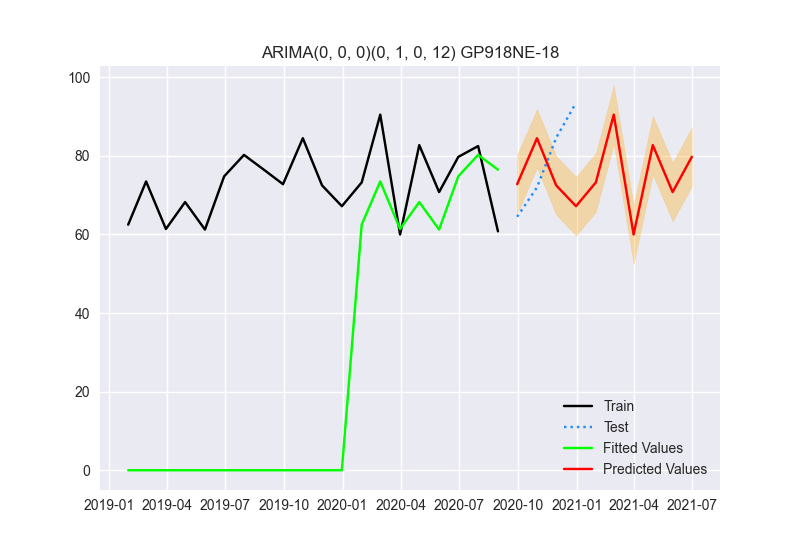 ARIMA(0, 0, 0)(0, 1, 0, 12) GP918NE-18
100
80
60
40
20
0
Train
Test
Fitted Values
Predicted Values
2019-01 2019-04 2019-07 2019-10 2020-01 2020-04 2020-07 2020-10 2021-01 2021-04 2021-07